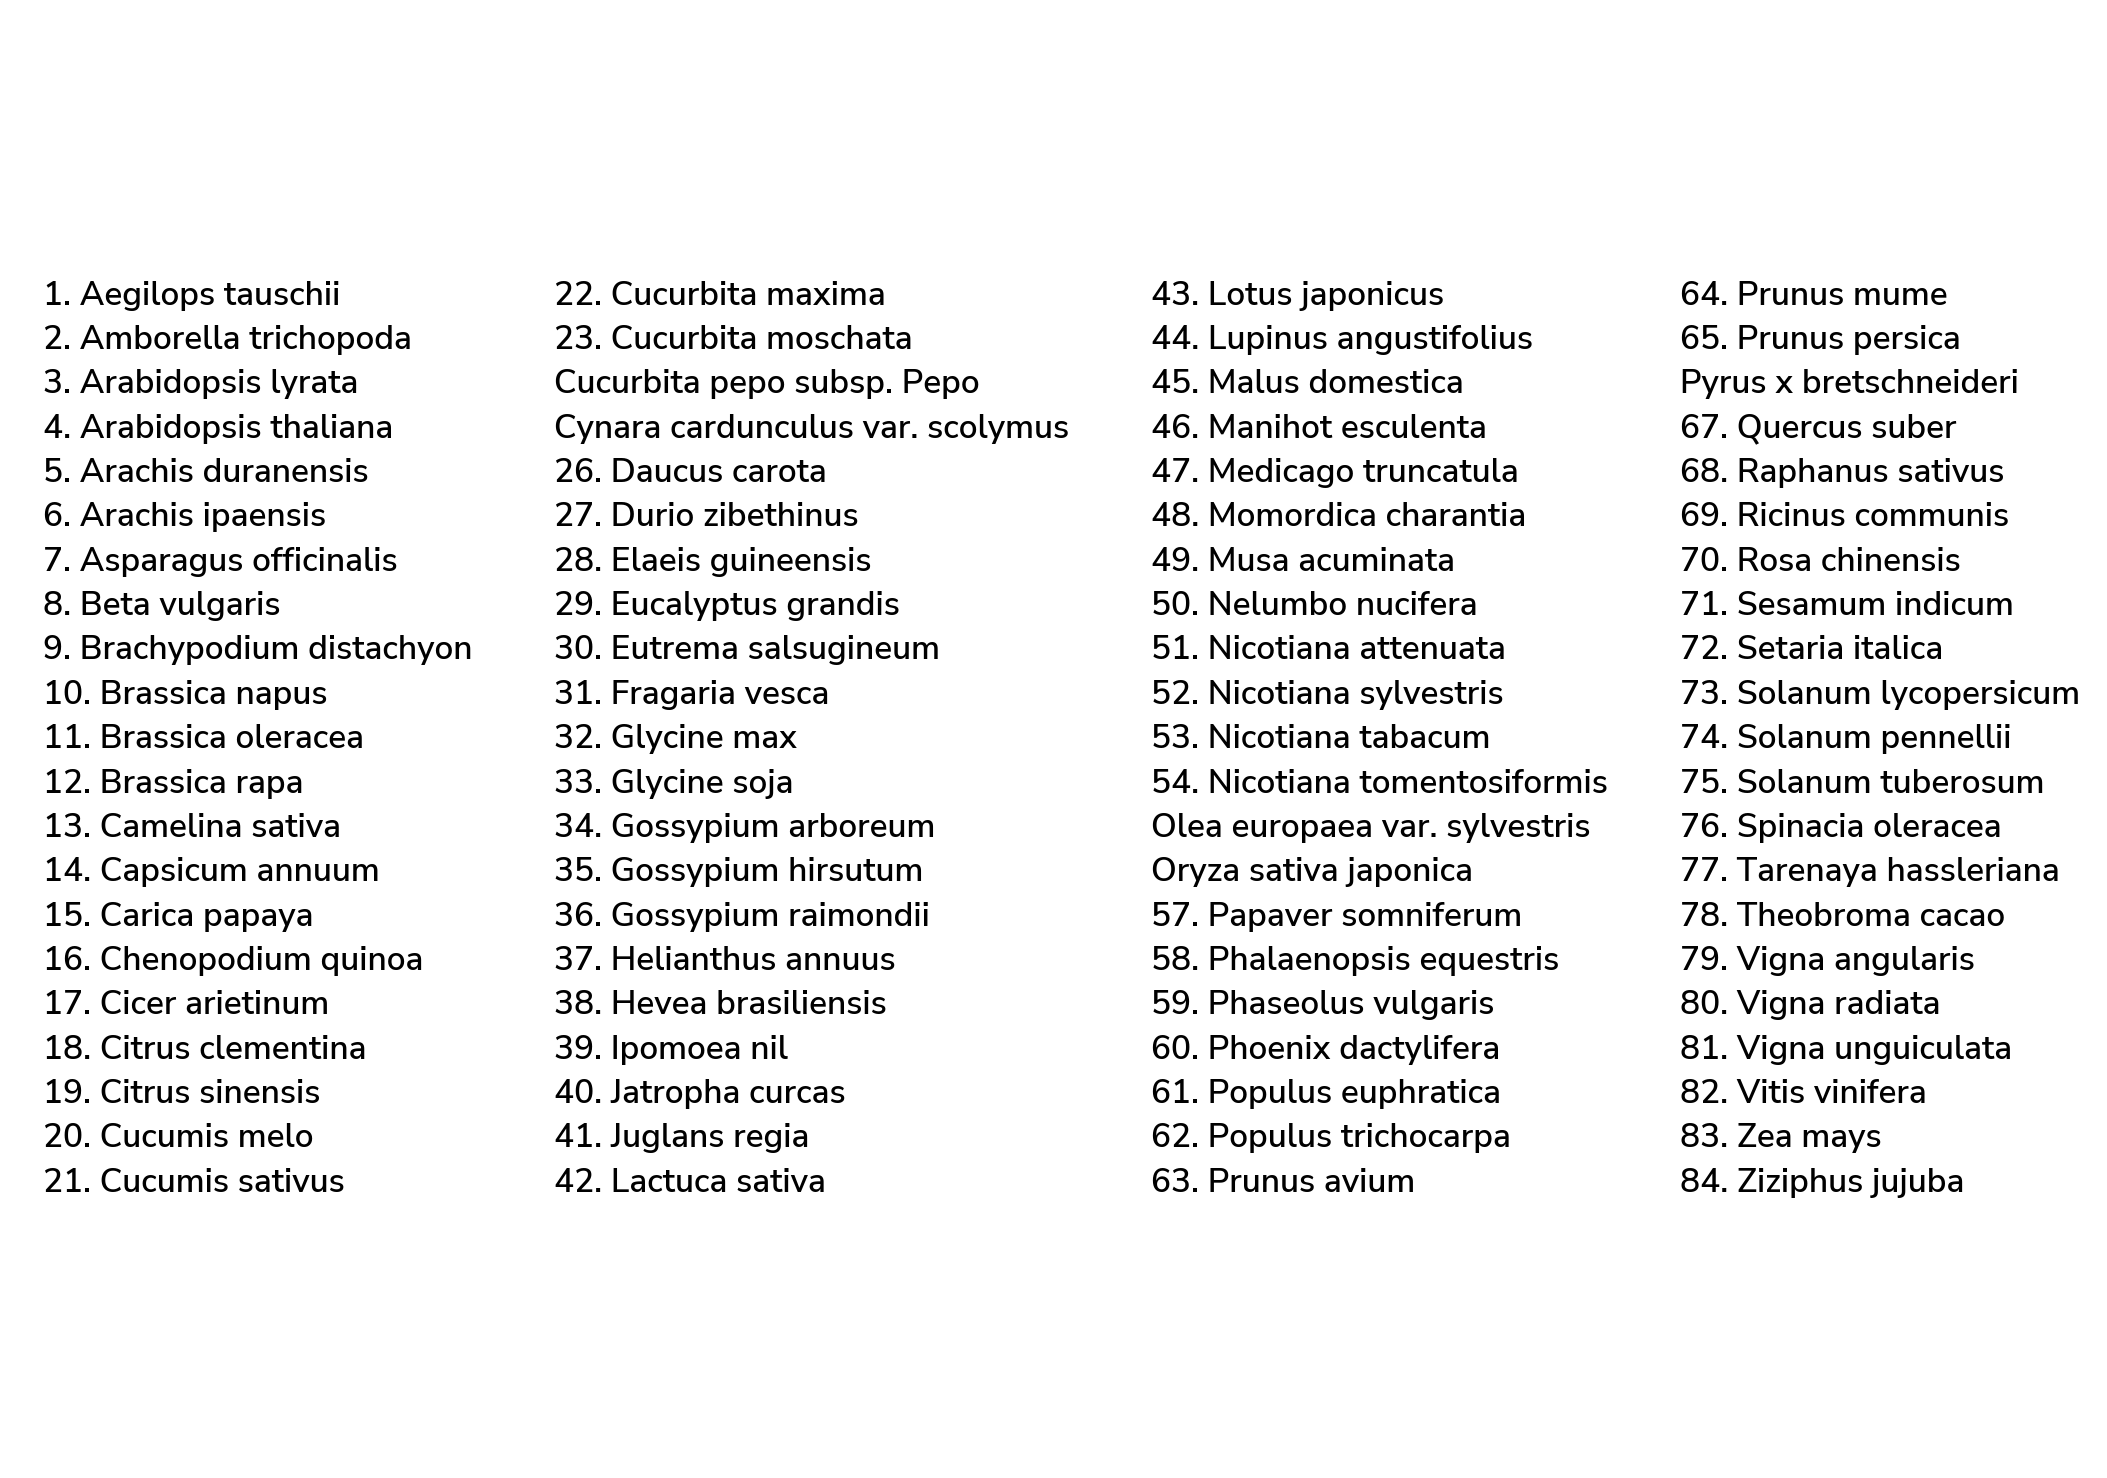 1. Aegilops tauschii
2. Amborella trichopoda
3. Arabidopsis lyrata
4. Arabidopsis thaliana
5. Arachis duranensis
6. Arachis ipaensis
7. Asparagus officinalis
8. Beta vulgaris
9. Brachypodium distachyon
10. Brassica napus
11. Brassica oleracea
12. Brassica rapa
13. Camelina sativa
14. Capsicum annuum
15. Carica papaya
16. Chenopodium quinoa
17. Cicer arietinum
18. Citrus clementina
19. Citrus sinensis
20. Cucumis melo
21. Cucumis sativus
22. Cucurbita maxima
23. Cucurbita moschata
Cucurbita pepo subsp. Pepo
Cynara cardunculus var. scolymus
26. Daucus carota
27. Durio zibethinus
28. Elaeis guineensis
29. Eucalyptus grandis
30. Eutrema salsugineum
31. Fragaria vesca
32. Glycine max
33. Glycine soja
34. Gossypium arboreum
35. Gossypium hirsutum
36. Gossypium raimondii
37. Helianthus annuus
38. Hevea brasiliensis
39. Ipomoea nil
40. Jatropha curcas
41. Juglans regia
42. Lactuca sativa
43. Lotus japonicus
44. Lupinus angustifolius
45. Malus domestica
46. Manihot esculenta
47. Medicago truncatula
48. Momordica charantia
49. Musa acuminata
50. Nelumbo nucifera
51. Nicotiana attenuata
52. Nicotiana sylvestris
53. Nicotiana tabacum
54. Nicotiana tomentosiformis
Olea europaea var. sylvestris
Oryza sativa japonica
57. Papaver somniferum
58. Phalaenopsis equestris
59. Phaseolus vulgaris
60. Phoenix dactylifera
61. Populus euphratica
62. Populus trichocarpa
63. Prunus avium
64. Prunus mume
65. Prunus persica
Pyrus x bretschneideri
67. Quercus suber
68. Raphanus sativus
69. Ricinus communis
70. Rosa chinensis
71. Sesamum indicum
72. Setaria italica
73. Solanum lycopersicum
74. Solanum pennellii
75. Solanum tuberosum
76. Spinacia oleracea
77. Tarenaya hassleriana
78. Theobroma cacao
79. Vigna angularis
80. Vigna radiata
81. Vigna unguiculata
82. Vitis vinifera
83. Zea mays
84. Ziziphus jujuba